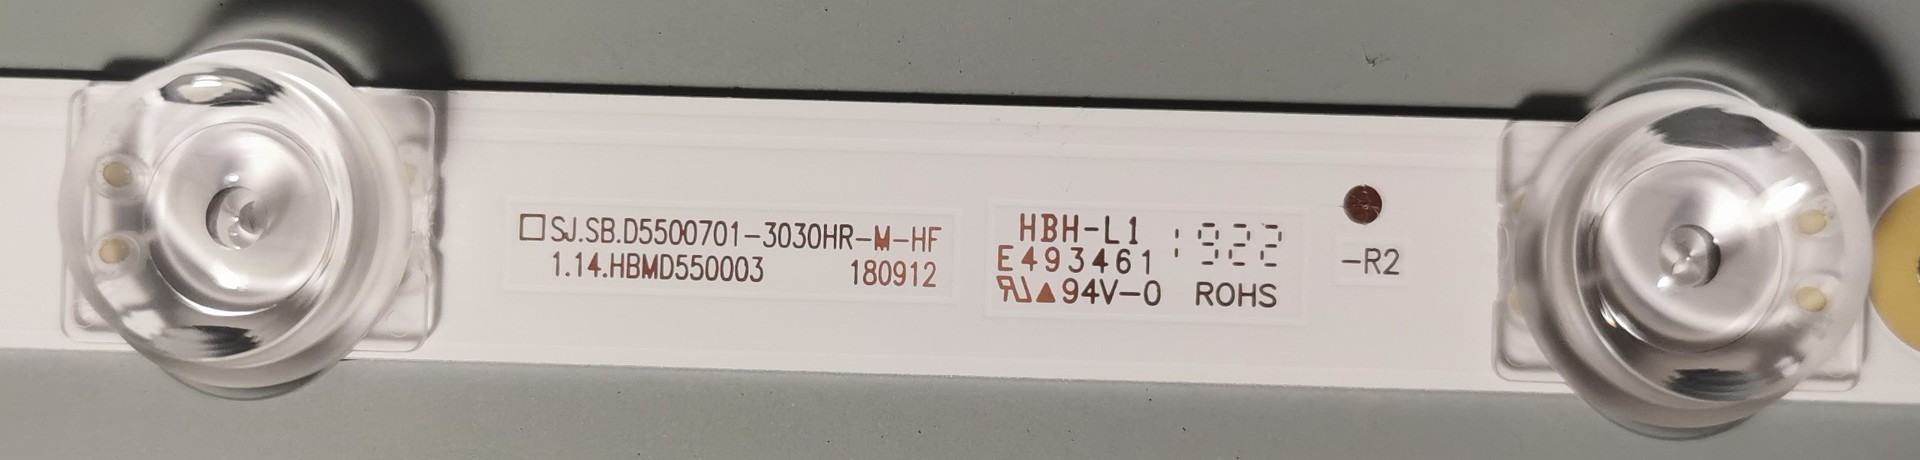 SJ.SB.D5500701-3030HR-M-HF
1.14.HBMD550003 180912
HBH-L1
E493461 1922
▲94V-0 ROHS
-R2